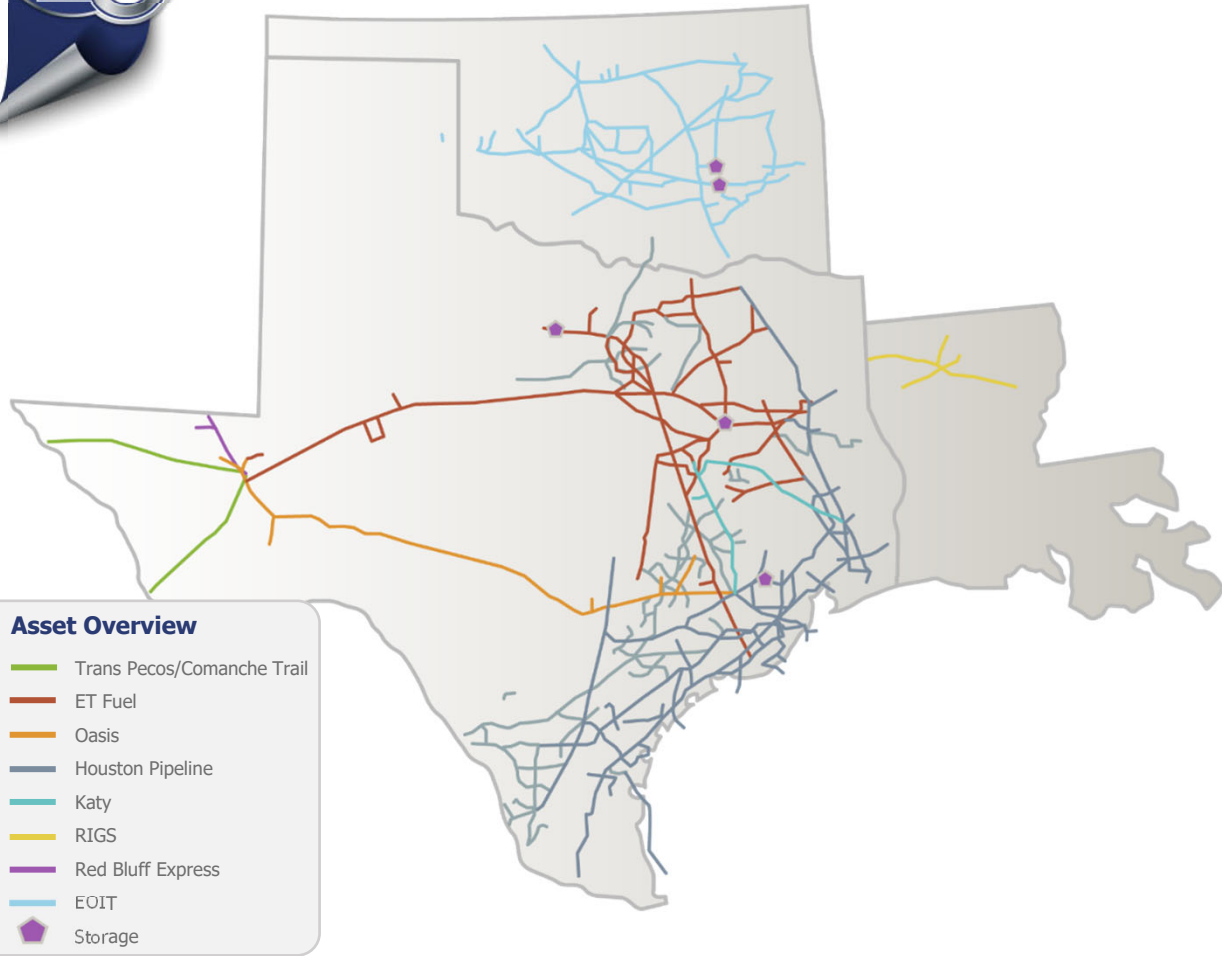 Asset Overview
Trans Pecos/Comanche Trail
ET Fuel
Oasis
Houston Pipeline
Katy
RIGS
Red Bluff Express
EOIT
Storage